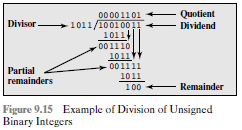 00001101 Quotient
Divisor 1011/10010011 Dividend
1011
001110
1011
Partial 001111
remainders 1011
100 Remainder
Figure 9.15 Example of Division of Unsigned
Binary Integers